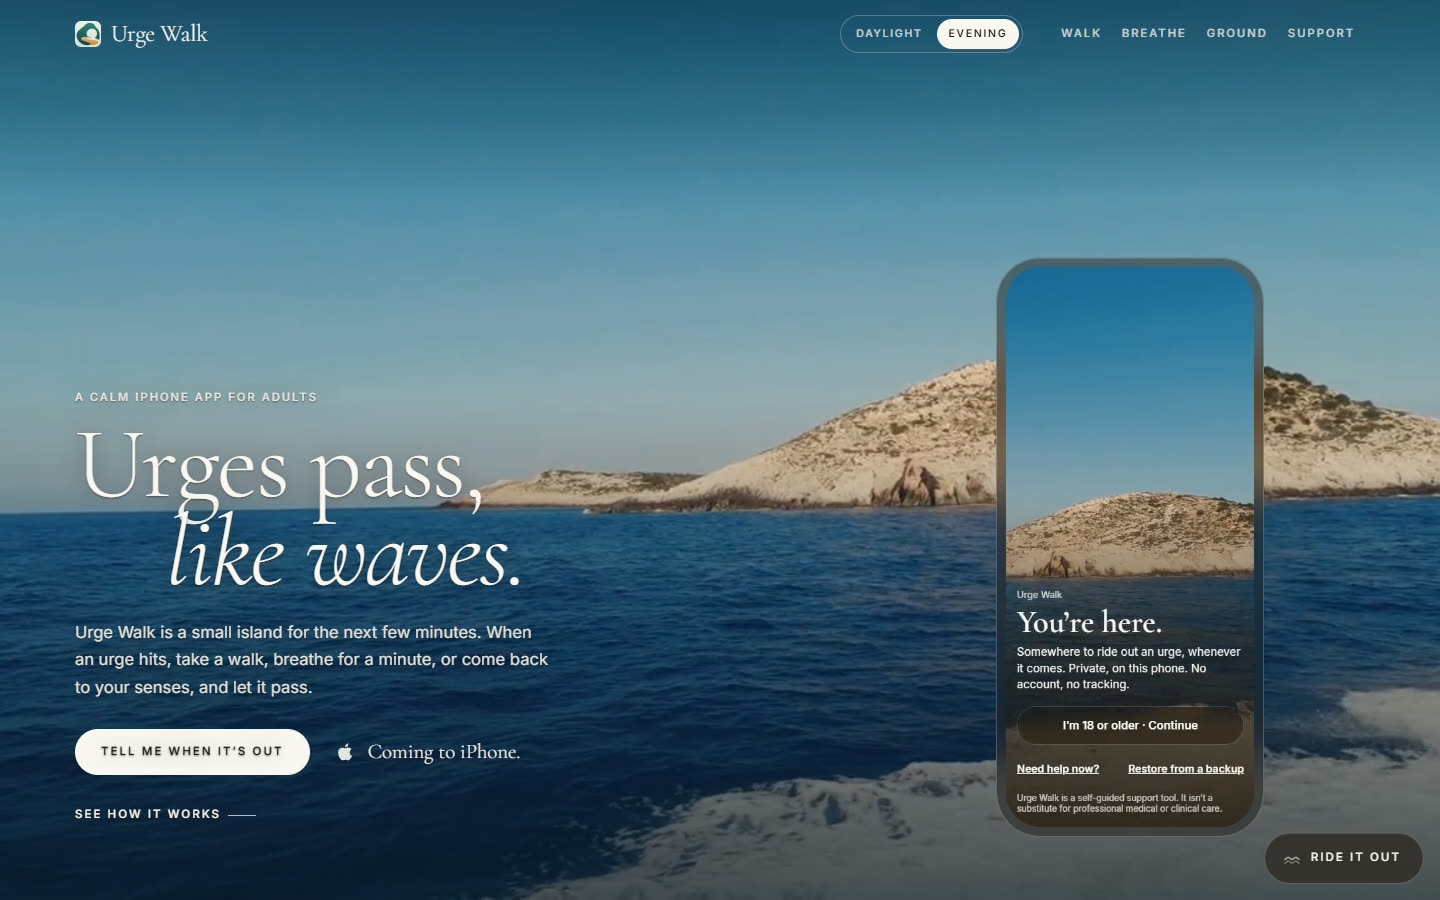 Urge Walk
DAYLIGHT
EVENING
WALK
BREATHE
GROUND
SUPPORT
A CALM IPHONE APP FOR ADULTS
Urges pass,
like waves.
Urge Walk is a small island for the next few minutes. When
an urge hits, take a walk, breathe for a minute, or come back
to your senses, and let it pass.
TELL ME WHEN IT’S OUT
Coming to iPhone.
SEE HOW IT WORKS
Urge Walk
You’re here.
Somewhere to ride out an urge, whenever
it comes. Private, on this phone. No
account, no tracking.
I’m 18 or older · Continue
Need help now?
Restore from a backup
Urge Walk is a self-guided support tool. It isn’t a
substitute for professional medical or clinical care.
RIDE IT OUT